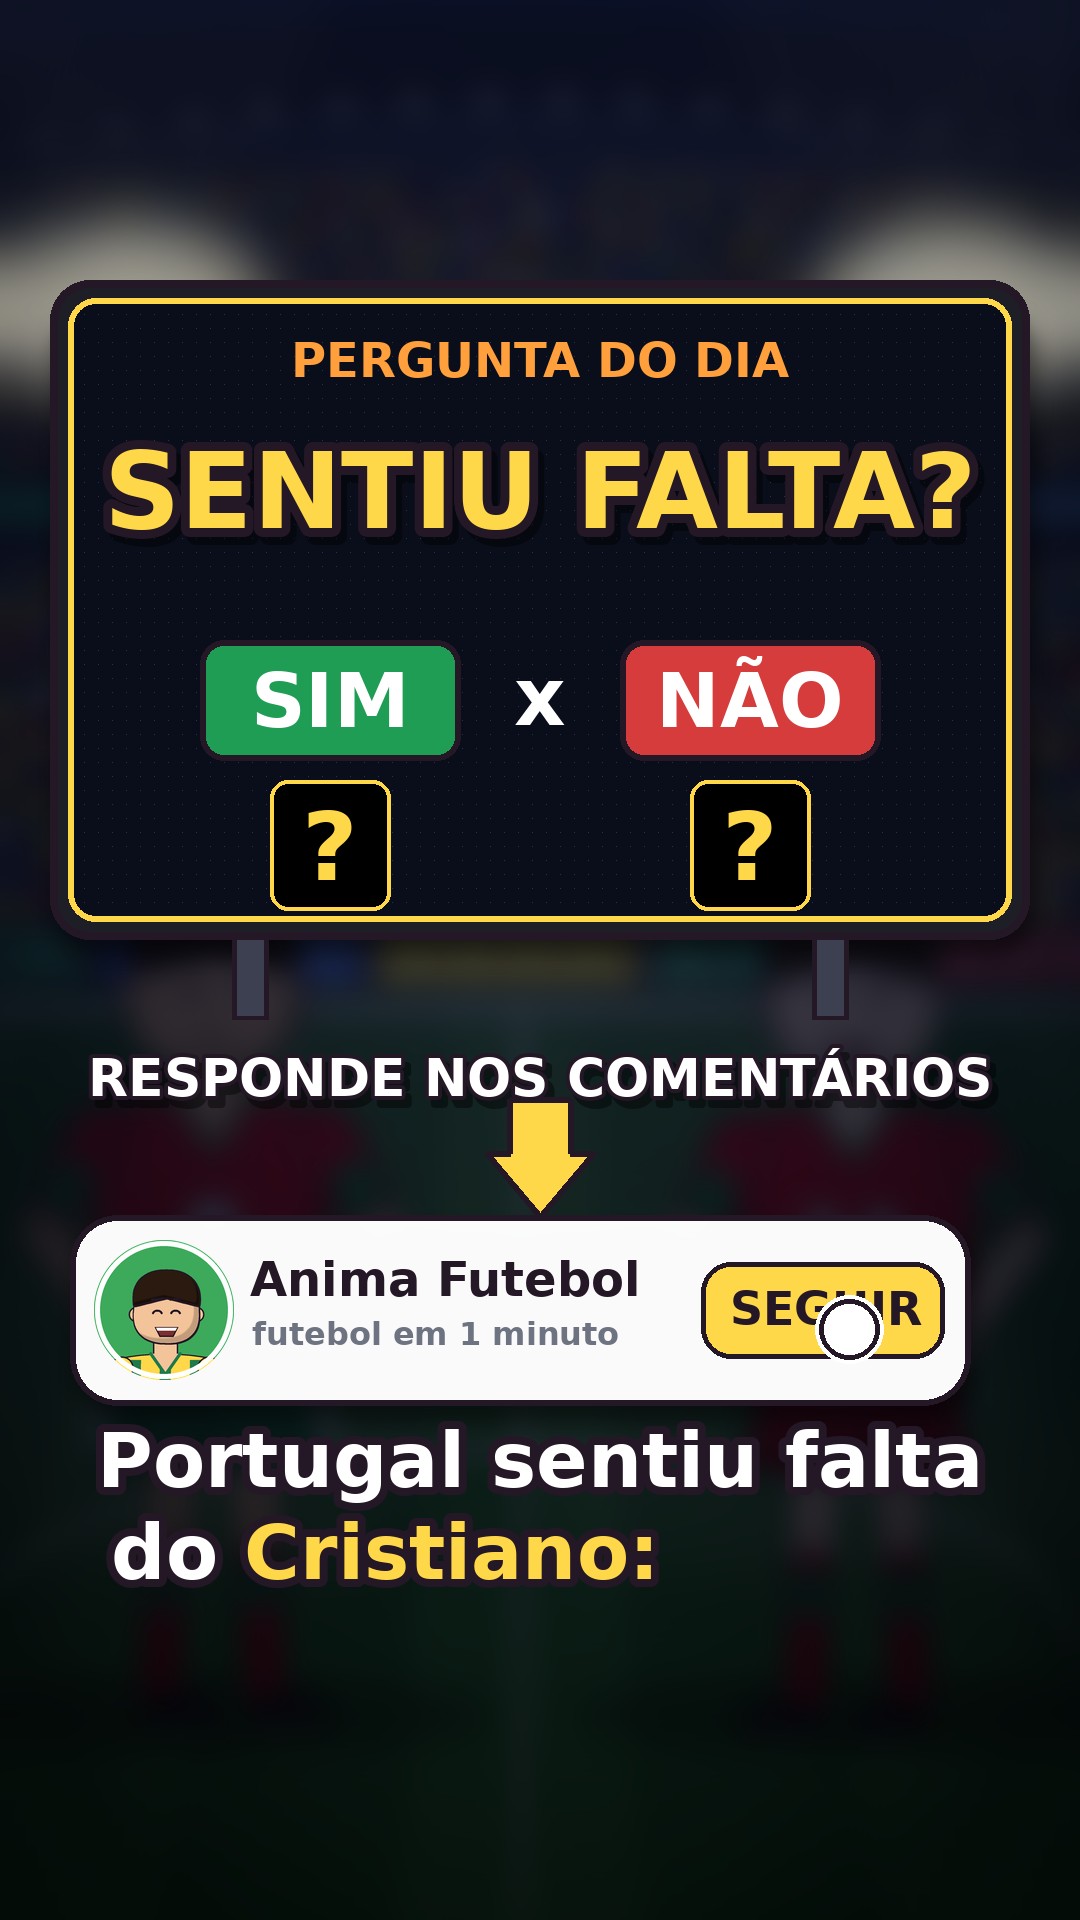 PERGUNTA DO DIA
SENTIU FALTA?
SIM x NÃO
? ?
RESPONDE NOS COMENTÁRIOS
Anima Futebol
futebol em 1 minuto
SEGUIR
Portugal sentiu falta
do Cristiano: